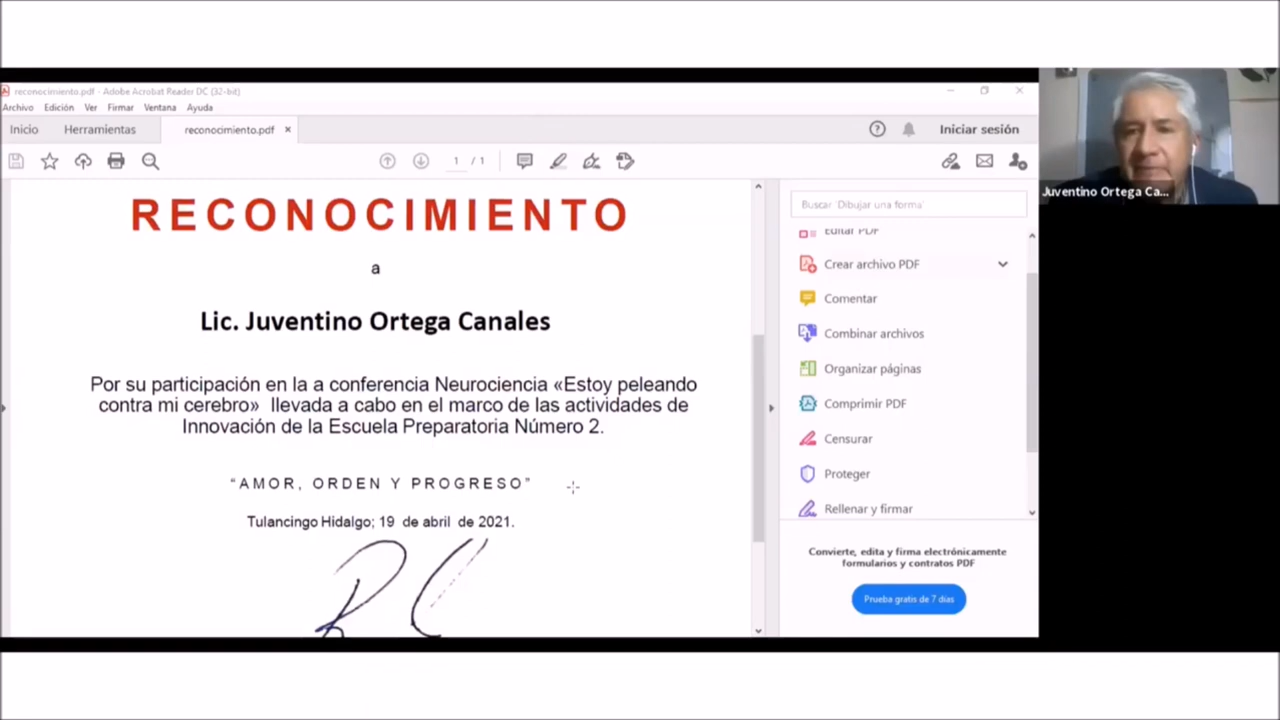 reconocimiento.pdf - Adobe Acrobat Reader DC (32-bit)
Archivo Edición Ver Firmar Ventana Ayuda
Inicio Herramientas reconocimiento.pdf × Iniciar sesión
1 / 1
RECONOCIMIENTO
a
Lic. Juventino Ortega Canales
Por su participación en la a conferencia Neurociencia «Estoy peleando
contra mi cerebro» llevada a cabo en el marco de las actividades de
Innovación de la Escuela Preparatoria Número 2.
“AMOR, ORDEN Y PROGRESO”
Tulancingo Hidalgo; 19 de abril de 2021.
Buscar 'Dibujar una forma'
Editar PDF
Crear archivo PDF
Comentar
Combinar archivos
Organizar páginas
Comprimir PDF
Censurar
Proteger
Rellenar y firmar
Convierte, edita y firma electrónicamente
formularios y contratos PDF
Prueba gratis de 7 días
Juventino Ortega Ca...